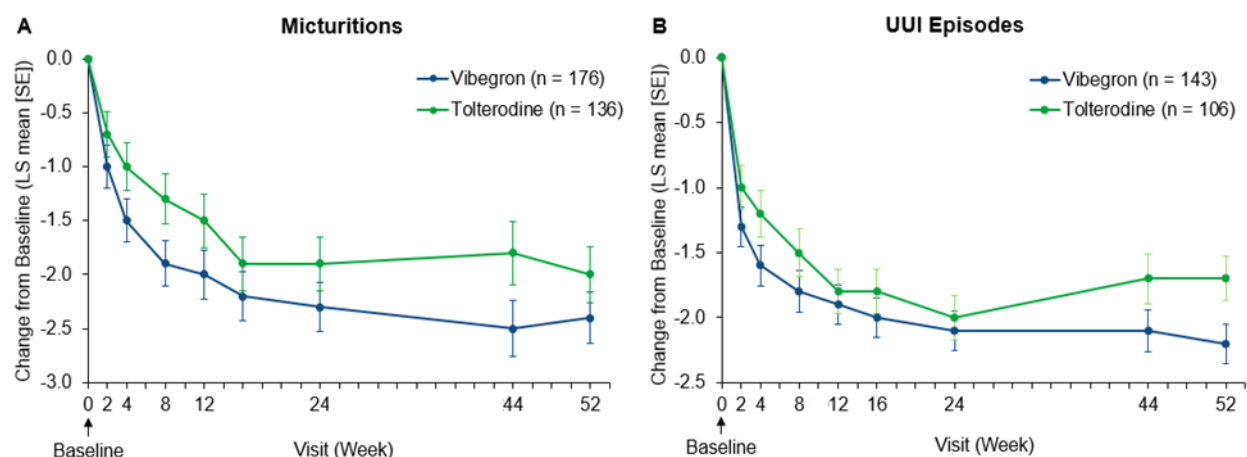 A
Micturitions
Change from Baseline (LS mean [SE])
0.0
-0.5
-1.0
-1.5
-2.0
-2.5
-3.0
Vibegron (n = 176)
Tolterodine (n = 136)
0 2 4 8 12 24 44 52
Baseline
Visit (Week)
B
UUI Episodes
Change from Baseline (LS mean [SE])
0.0
-0.5
-1.0
-1.5
-2.0
-2.5
Vibegron (n = 143)
Tolterodine (n = 106)
0 2 4 8 12 16 24 44 52
Baseline
Visit (Week)